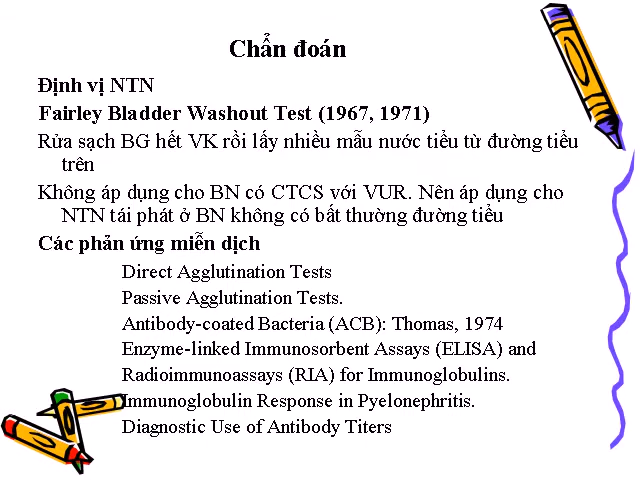 Chẩn đoán
Định vị NTN
Fairley Bladder Washout Test (1967, 1971)
Rửa sạch BG hết VK rồi lấy nhiều mẫu nước tiểu từ đường tiểu
trên
Không áp dụng cho BN có CTCS với VUR. Nên áp dụng cho
NTN tái phát ở BN không có bất thường đường tiểu
Các phản ứng miễn dịch
Direct Agglutination Tests
Passive Agglutination Tests.
Antibody-coated Bacteria (ACB): Thomas, 1974
Enzyme-linked Immunosorbent Assays (ELISA) and
Radioimmunoassays (RIA) for Immunoglobulins.
Immunoglobulin Response in Pyelonephritis.
Diagnostic Use of Antibody Titers